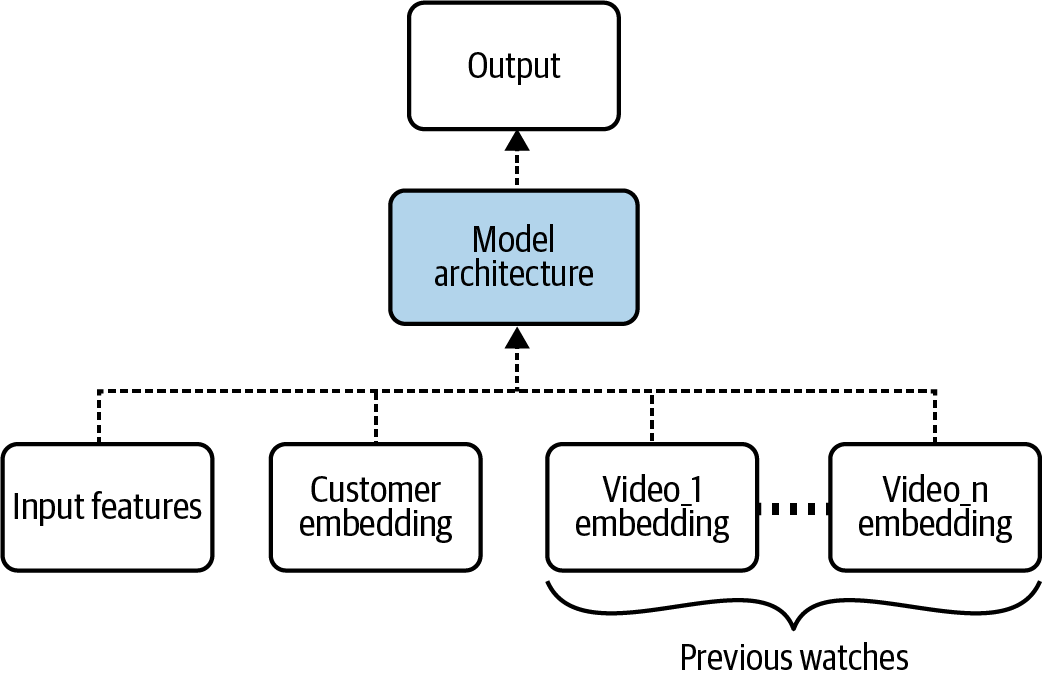 Output
Model
architecture
Input features
Customer
embedding
Video_1
embedding
Video_n
embedding
Previous watches